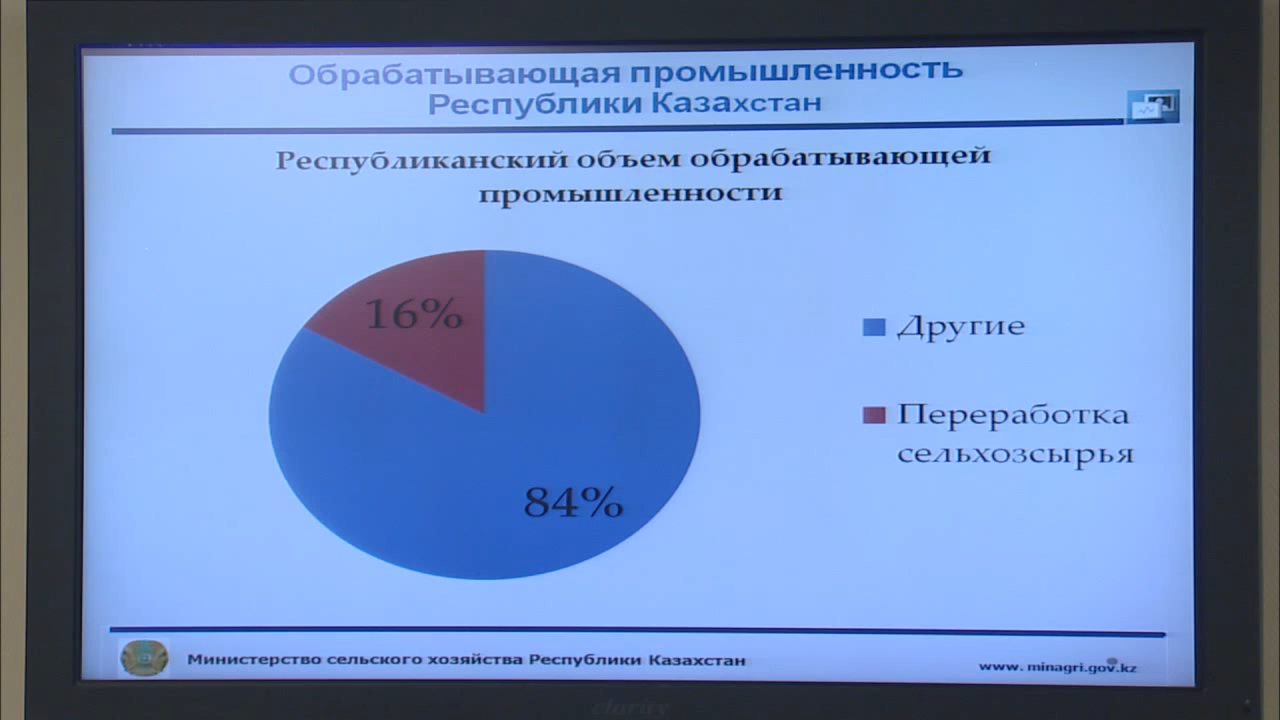 Обрабатывающая промышленность
Республики Казахстан
Республиканский объем обрабатывающей
промышленности
16%
84%
Другие
Переработка
сельхозсырья
Министерство сельского хозяйства Республики Казахстан
www. minagri.gov.kz
clarity